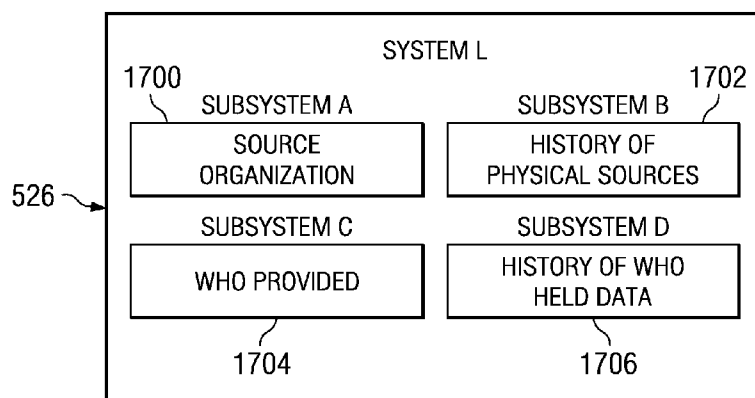 SYSTEM L
1700
1702
SUBSYSTEM A
SUBSYSTEM B
SOURCE
ORGANIZATION
HISTORY OF
PHYSICAL SOURCES
526
SUBSYSTEM C
SUBSYSTEM D
WHO PROVIDED
HISTORY OF WHO
HELD DATA
1704
1706